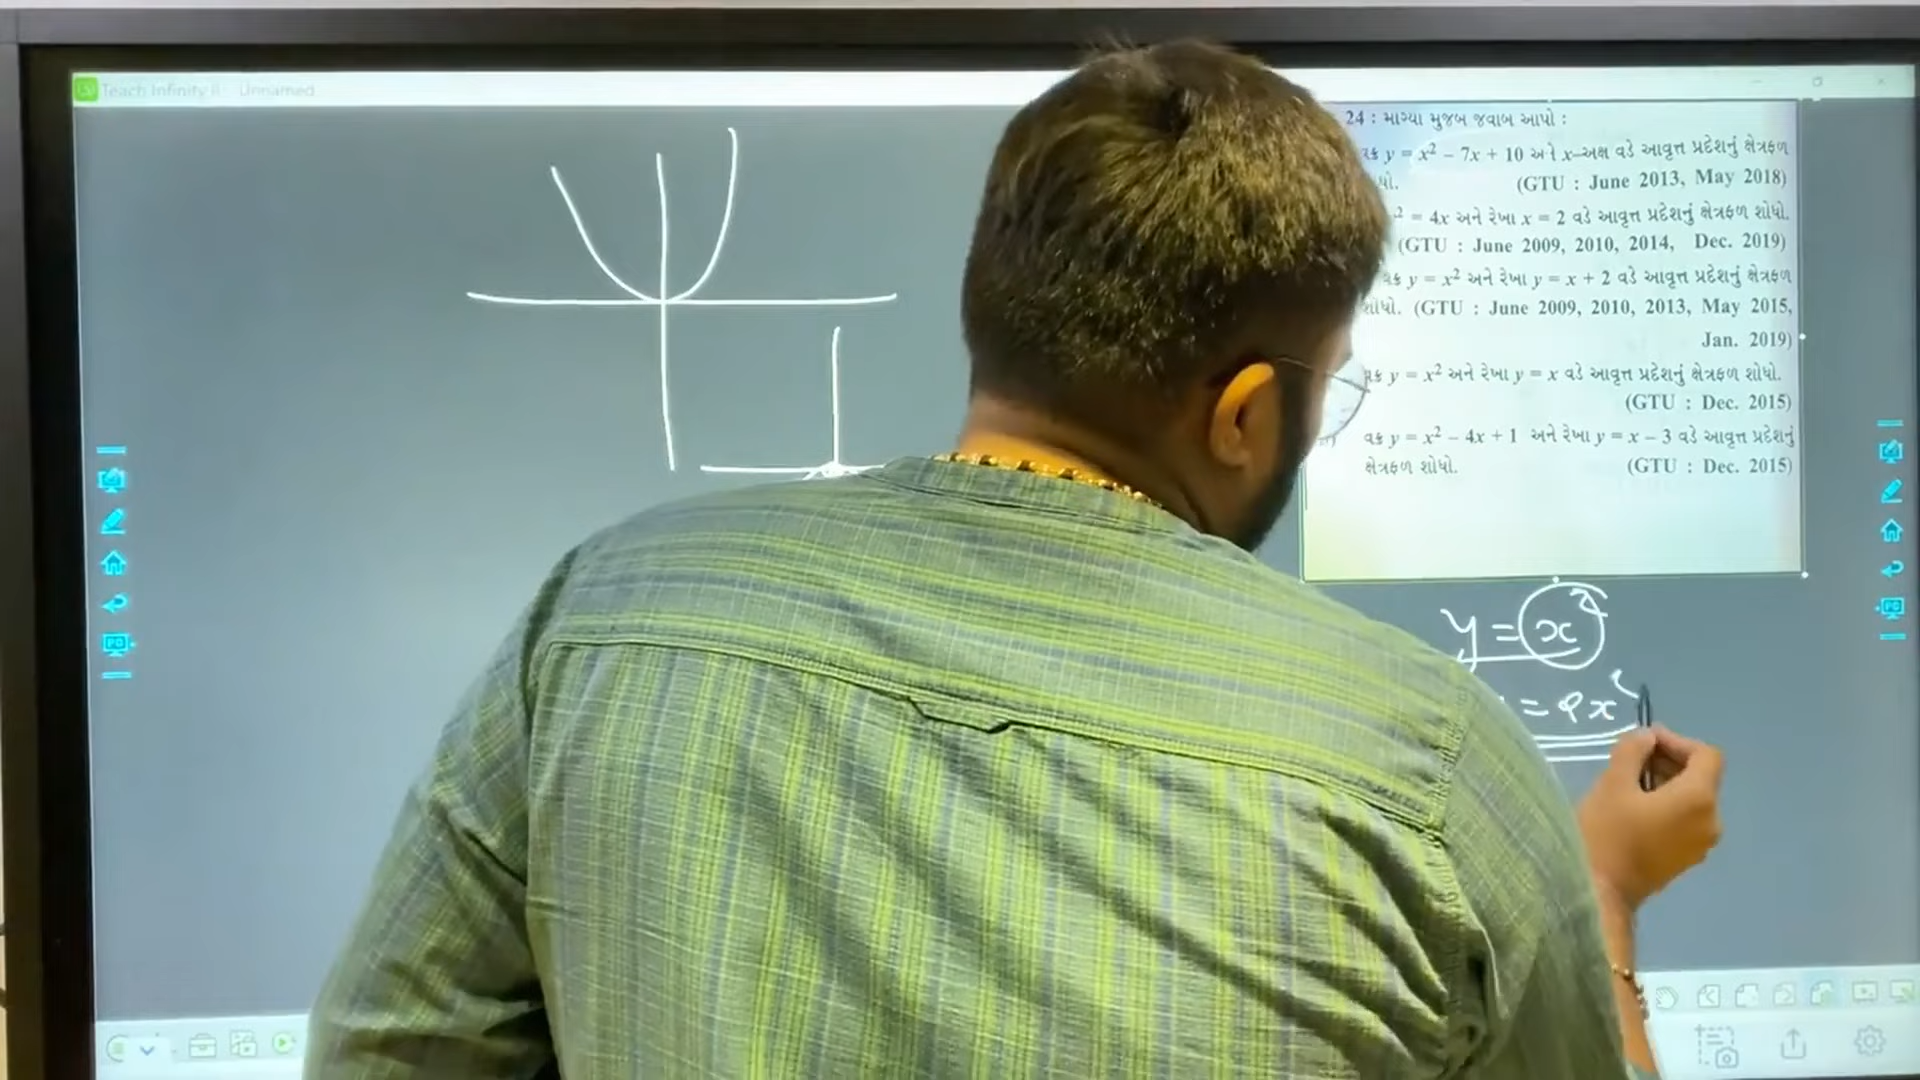 Teach Infinity
Unnamed
24 : માગ્યા મુજબ જવાબ આપો :
વક્ર y = x² – 7x + 10 અને x–અક્ષ વડે આવૃત્ત પ્રદેશનું ક્ષેત્રફળ
(GTU : June 2013, May 2018)
² = 4x અને રેખા x = 2 વડે આવૃત્ત પ્રદેશનું ક્ષેત્રફળ શોધો.
(GTU : June 2009, 2010, 2014, Dec. 2019)
વક્ર y = x² અને રેખા y = x + 2 વડે આવૃત્ત પ્રદેશનું ક્ષેત્રફળ
શોધો. (GTU : June 2009, 2010, 2013, May 2015,
Jan. 2019)
વક્ર y = x² અને રેખા y = x વડે આવૃત્ત પ્રદેશનું ક્ષેત્રફળ શોધો.
(GTU : Dec. 2015)
વક્ર y = x² – 4x + 1 અને રેખા y = x – 3 વડે આવૃત્ત પ્રદેશનું
ક્ષેત્રફળ શોધો. (GTU : Dec. 2015)
y = x²